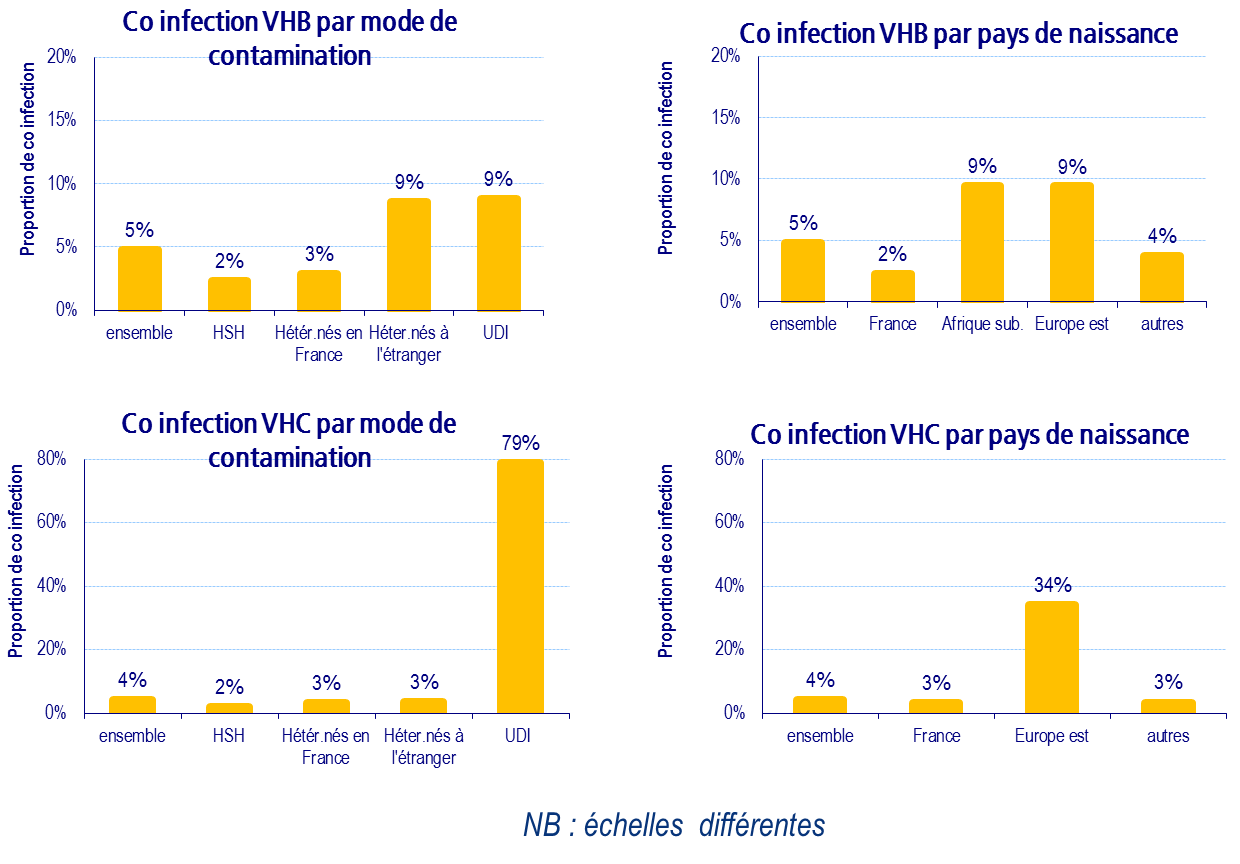 Co infection VHB par mode de
contamination
Proportion de co infection
20%
15%
10%
5%
0%
5%
2%
3%
9%
9%
ensemble
HSH
Hétér.nés en
France
Héter.nés à
l'étranger
UDI
Co infection VHB par pays de naissance
Proportion de co infection
20%
15%
10%
5%
0%
5%
2%
9%
9%
4%
ensemble
France
Afrique sub.
Europe est
autres
Co infection VHC par mode de
contamination
Proportion de co infection
80%
60%
40%
20%
0%
4%
2%
3%
3%
79%
ensemble
HSH
Hétér.nés en
France
Héter.nés à
l'étranger
UDI
Co infection VHC par pays de naissance
Proportion de co infection
80%
60%
40%
20%
0%
4%
3%
34%
3%
ensemble
France
Europe est
autres
NB : échelles différentes